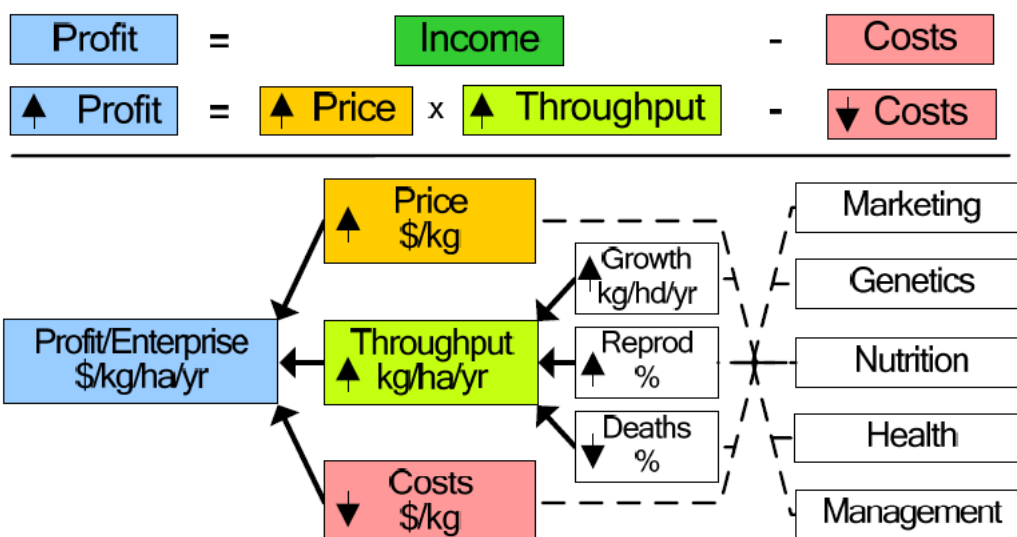 Profit = Income - Costs
Profit = Price x Throughput - Costs
Price
$/kg
Growth
kg/hd/yr
Profit/Enterprise
$/kg/ha/yr
Throughput
kg/ha/yr
Reprod
%
Deaths
%
Costs
$/kg
Marketing
Genetics
Nutrition
Health
Management